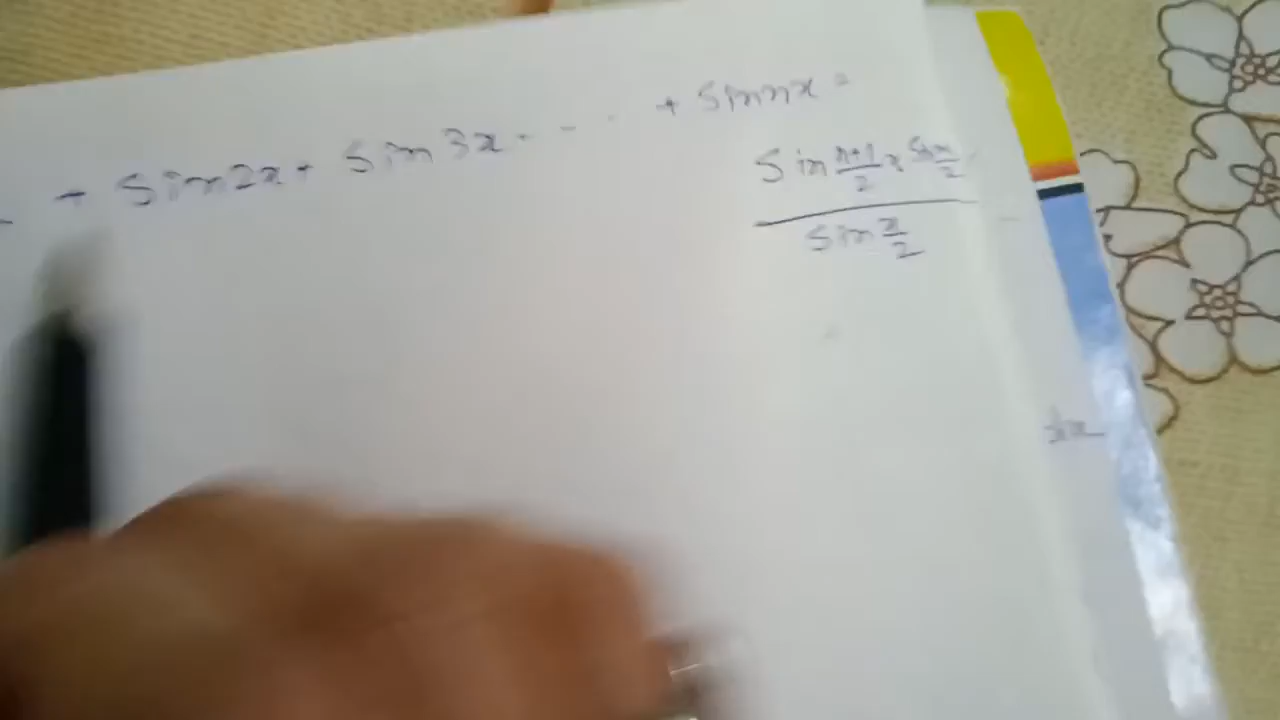 + Sin2x + Sin3x - - - + Sinnx =
Sin n+1/2 x Sin nx/2
Sin x/2